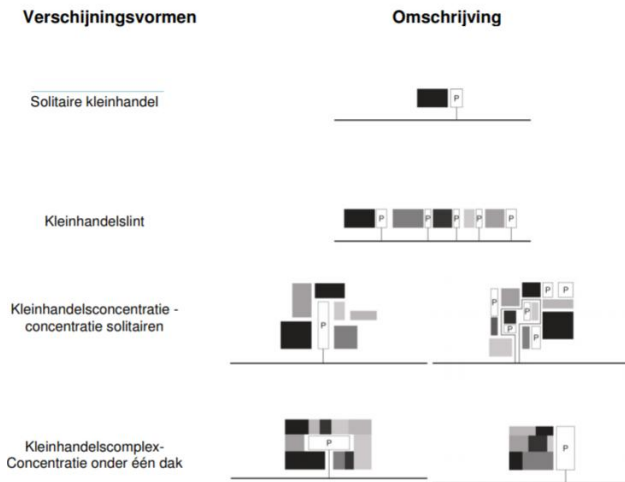 Verschijningsvormen
Omschrijving
Solitaire kleinhandel
P
Kleinhandelslint
P P P P P
Kleinhandelsconcentratie -
concentratie solitairen
P
P P P
P
P
P
Kleinhandelscomplex-
Concentratie onder één dak
P
P